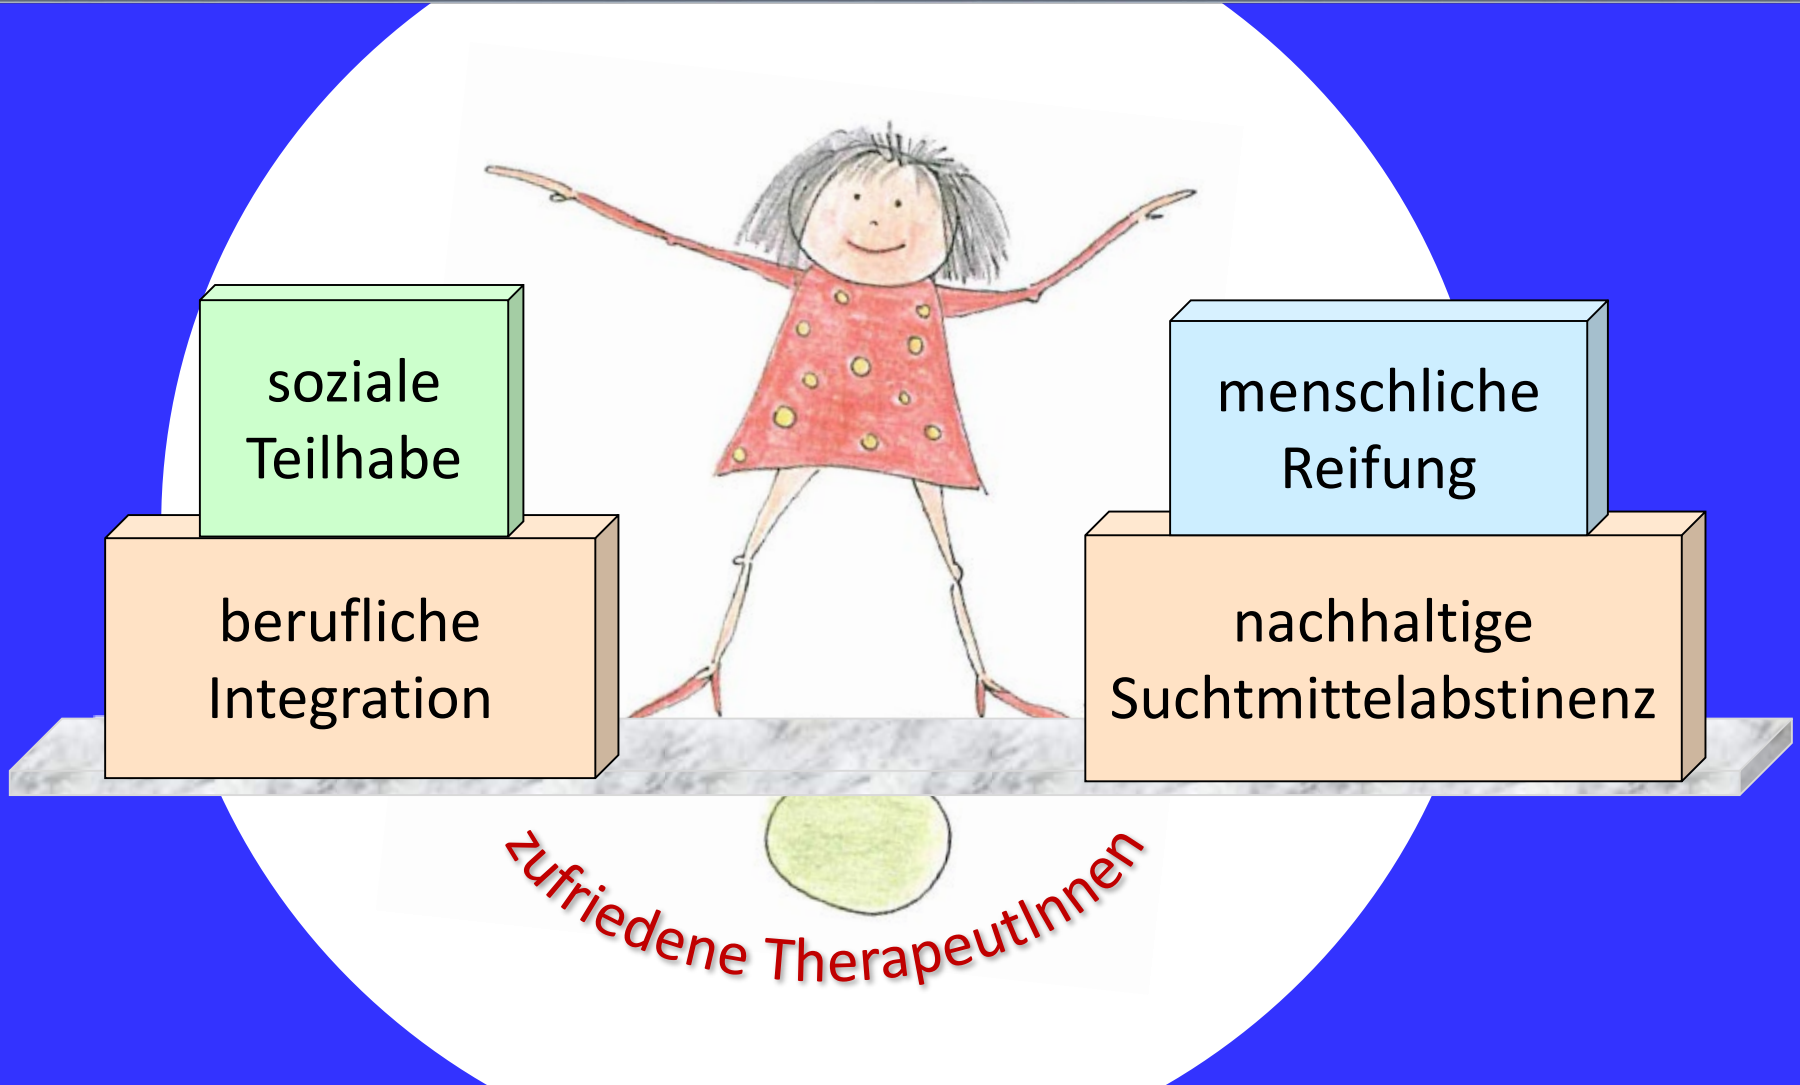 soziale
Teilhabe
menschliche
Reifung
berufliche
Integration
nachhaltige
Suchtmittelabstinenz
zufriedene TherapeutInnen